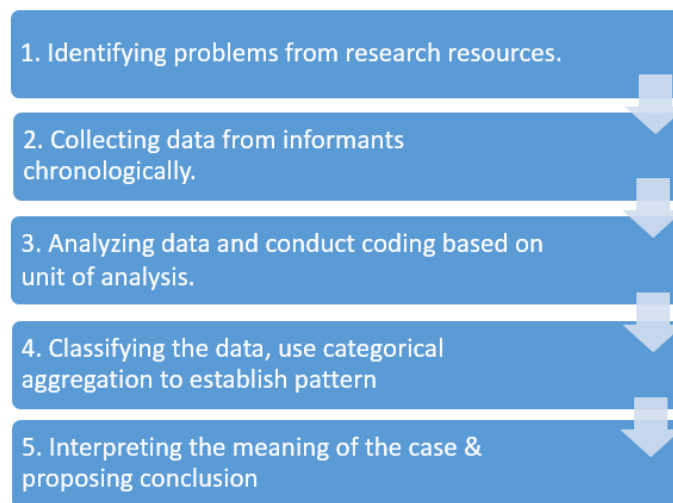 1. Identifying problems from research resources.
2. Collecting data from informants
chronologically.
3. Analyzing data and conduct coding based on
unit of analysis.
4. Classifying the data, use categorical
aggregation to establish pattern
5. Interpreting the meaning of the case &
proposing conclusion